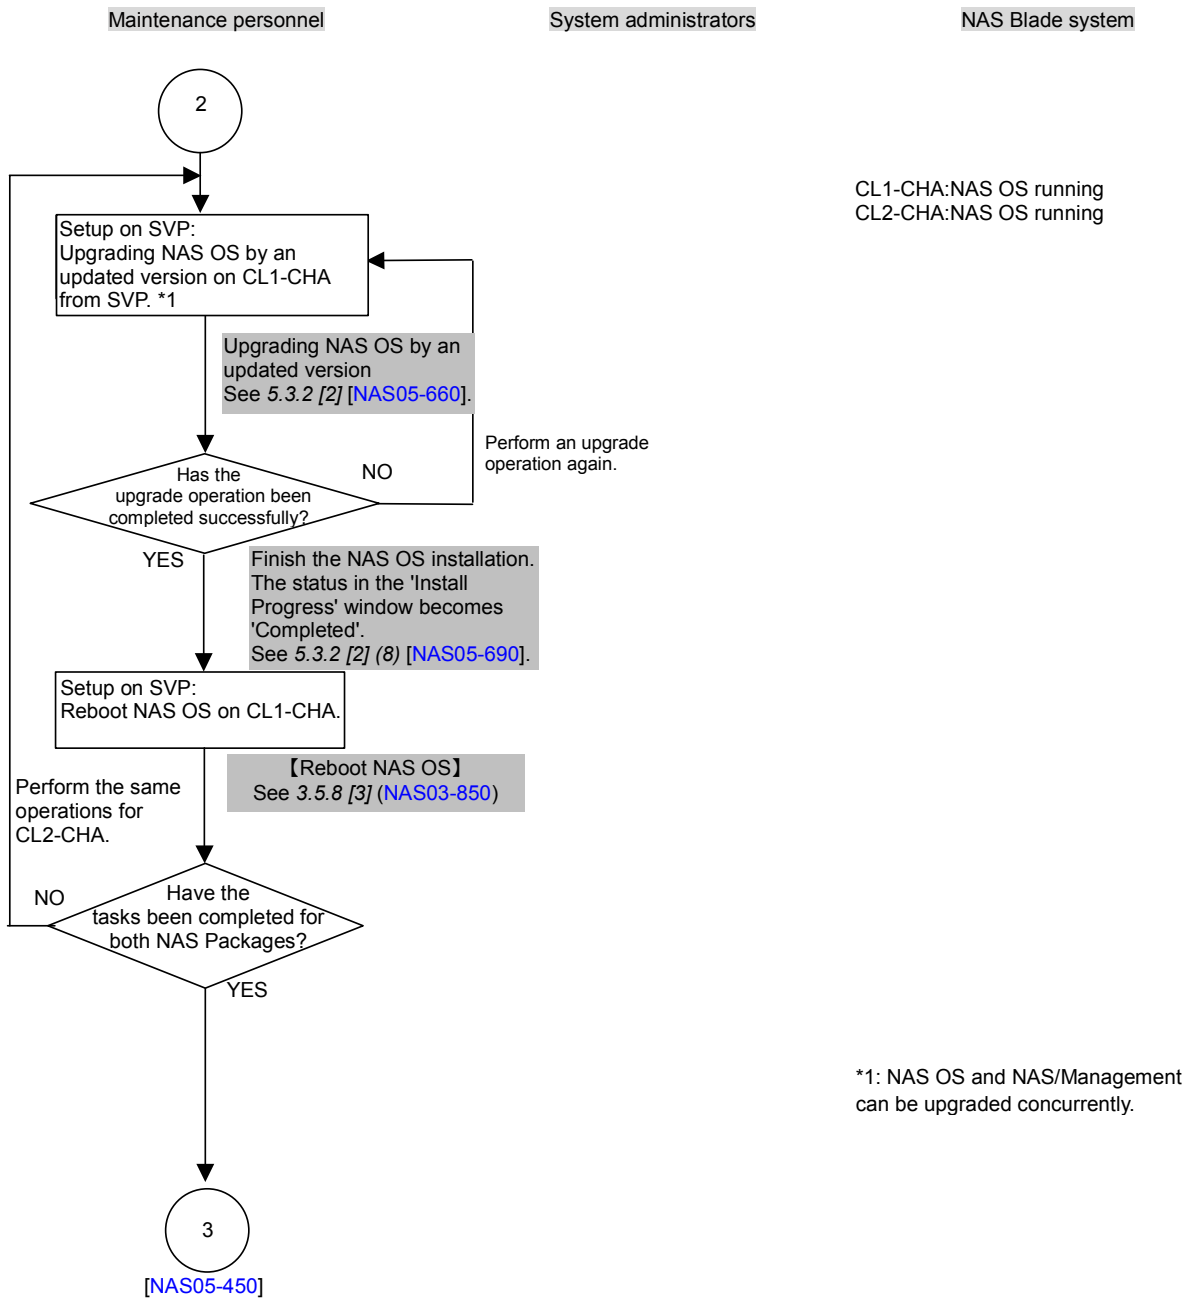 Maintenance personnel
System administrators
NAS Blade system
2
CL1-CHA:NAS OS running
CL2-CHA:NAS OS running
Setup on SVP:
Upgrading NAS OS by an
updated version on CL1-CHA
from SVP. *1
Upgrading NAS OS by an
updated version
See 5.3.2 [2] [NAS05-660].
Perform an upgrade
operation again.
Has the
upgrade operation been
completed successfully?
NO
YES
Finish the NAS OS installation.
The status in the 'Install
Progress' window becomes
'Completed'.
See 5.3.2 [2] (8) [NAS05-690].
Setup on SVP:
Reboot NAS OS on CL1-CHA.
【Reboot NAS OS】
See 3.5.8 [3] (NAS03-850)
Perform the same
operations for
CL2-CHA.
NO
Have the
tasks been completed for
both NAS Packages?
YES
*1: NAS OS and NAS/Management
can be upgraded concurrently.
3
[NAS05-450]